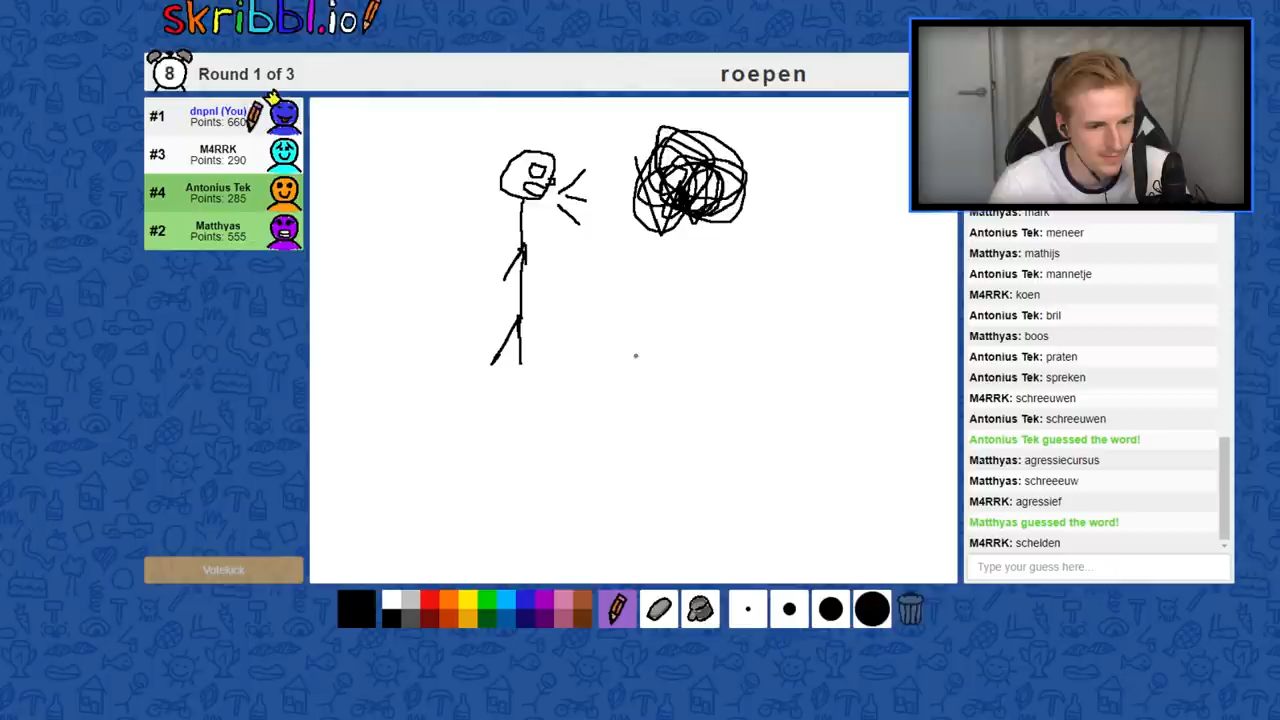 skribbl.io
8
Round 1 of 3
roepen
#1
dnpnl (You)
Points: 660
#3
M4RRK
Points: 290
#4
Antonius Tek
Points: 285
#2
Matthyas
Points: 555
Votekick
Matthyas: mark
Antonius Tek: meneer
Matthyas: mathijs
Antonius Tek: mannetje
M4RRK: koen
Antonius Tek: bril
Matthyas: boos
Antonius Tek: praten
Antonius Tek: spreken
M4RRK: schreeuwen
Antonius Tek: schreeuwen
Antonius Tek guessed the word!
Matthyas: agressiecursus
Matthyas: schreeeuw
M4RRK: agressief
Matthyas guessed the word!
M4RRK: schelden
Type your guess here...